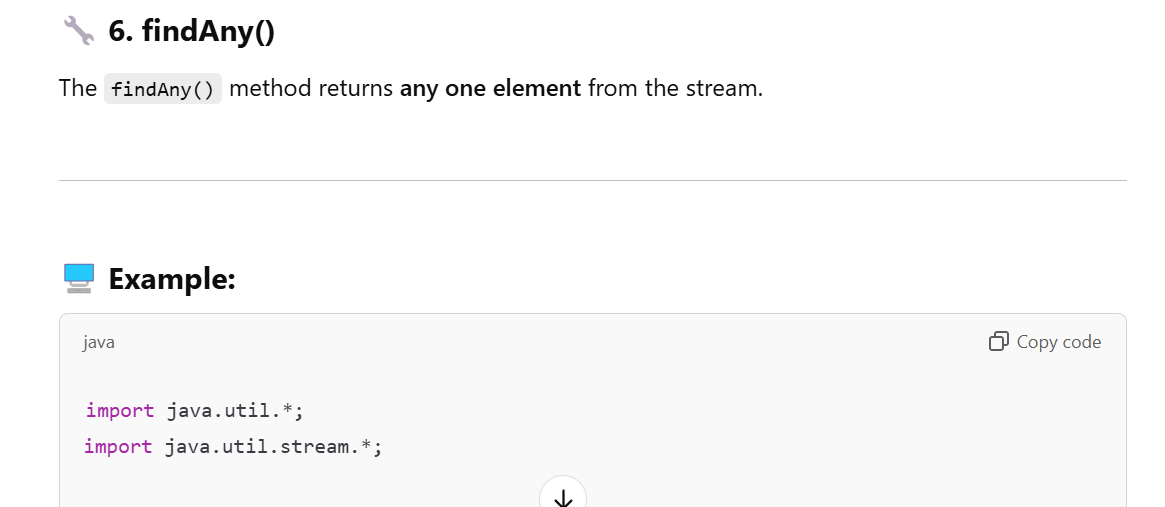 6. findAny()
The findAny() method returns any one element from the stream.
Example:
java
Copy code
import java.util.*;
import java.util.stream.*;